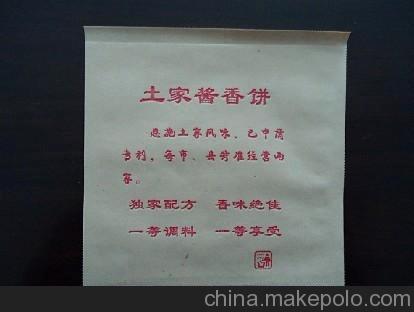 土家酱香饼
恩施土家风味，已申请
专利，每市、县特准经营两
家。
独家配方　香味绝佳
一等调料　一等享受
china.makepolo.com